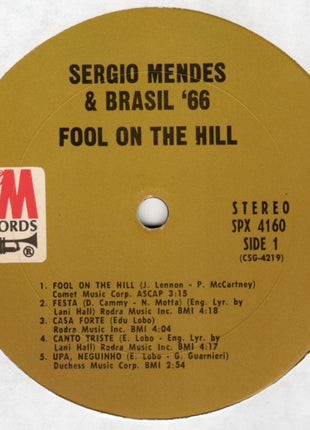 SERGIO MENDES
& BRASIL '66
FOOL ON THE HILL
M
CORDS
®
STEREO
SPX 4160
SIDE 1
(CSG-4219)
1. FOOL ON THE HILL (J. Lennon - P. McCartney)
Comet Music Corp. ASCAP 3:15
2. FESTA (D. Cammy - N. Motta) (Eng. Lyr. by
Lani Hall) Rodra Music Inc. BMI 4:18
3. CASA FORTE (Edu Lobo)
Rodra Music Inc. BMI 4:04
4. CANTO TRISTE (E. Lobo - Eng. Lyr. by
Lani Hall) Rodra Music Inc. BMI 4:17
5. UPA, NEGUINHO (E. Lobo - G. Guarnieri)
Duchess Music Corp. BMI 2:54